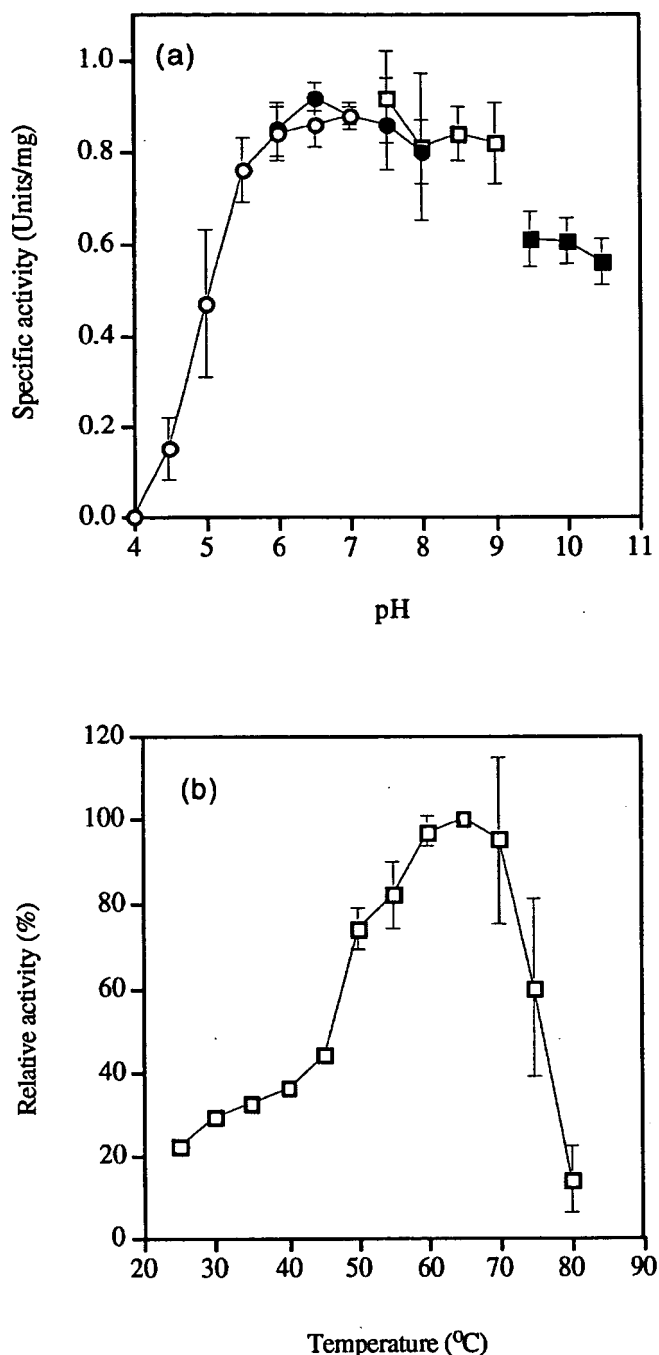 (a)
Specific activity (Units/mg)
1.0
0.8
0.6
0.4
0.2
0.0
4 5 6 7 8 9 10 11
pH
(b)
Relative activity (%)
120
100
80
60
40
20
0
20 30 40 50 60 70 80 90
Temperature (⁰C)